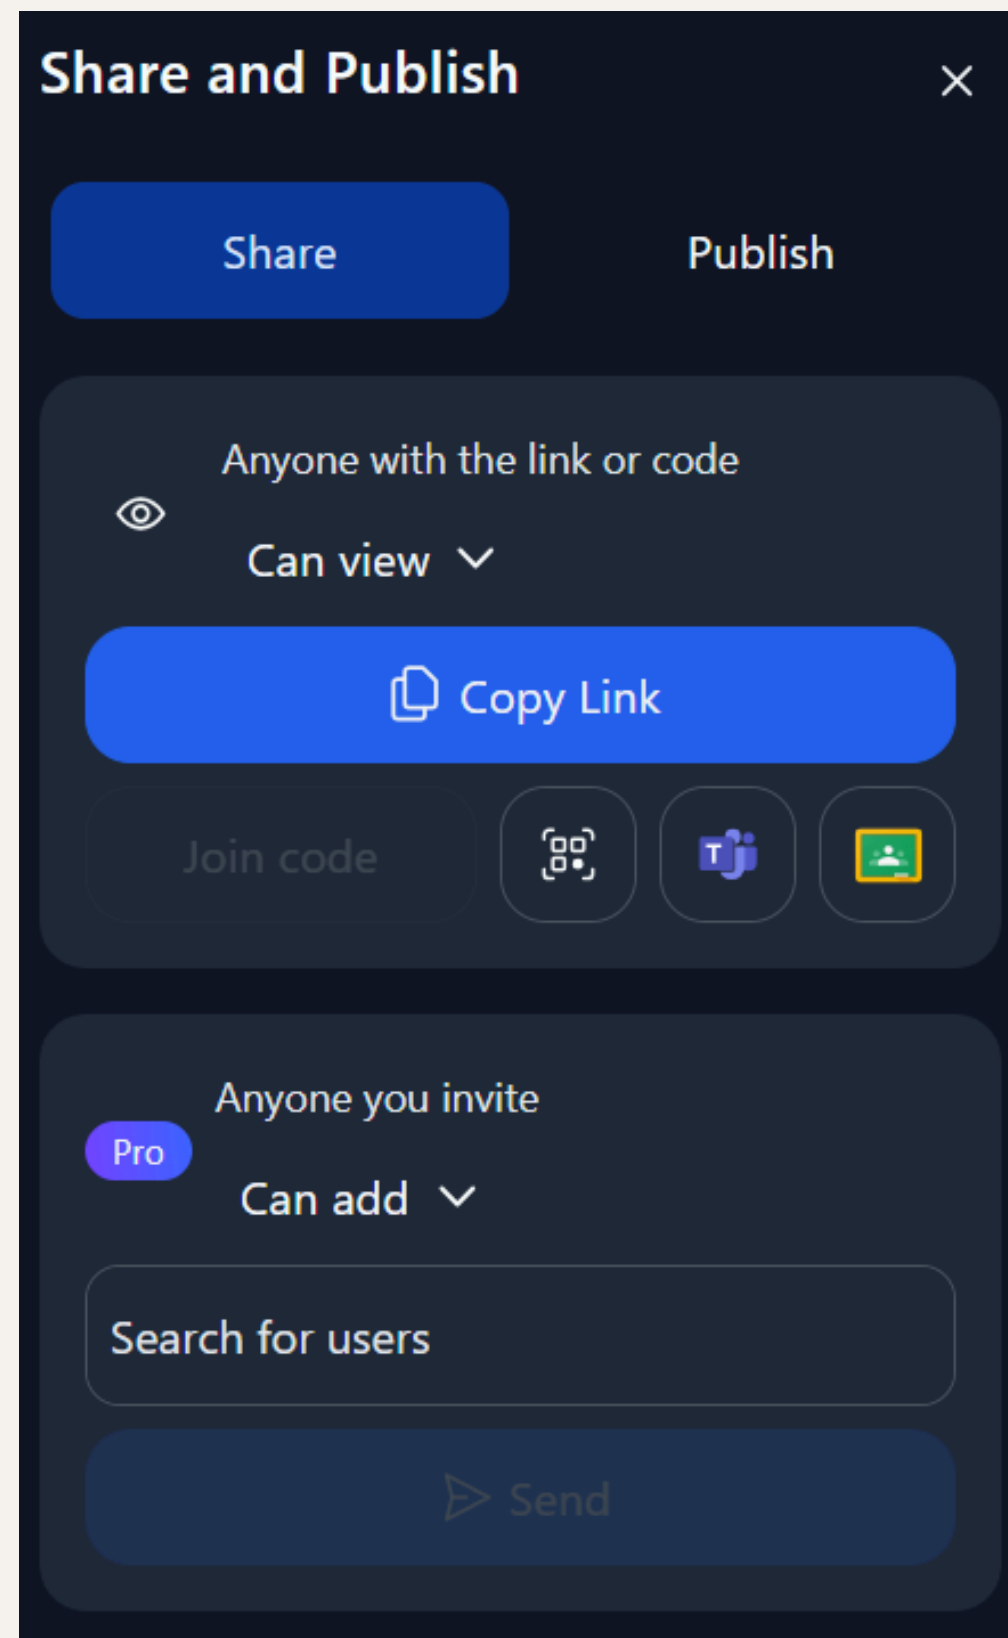 Share and Publish
Share
Publish
Anyone with the link or code
Can view
Copy Link
Join code
T
Anyone you invite
Pro
Can add
Search for users
Send